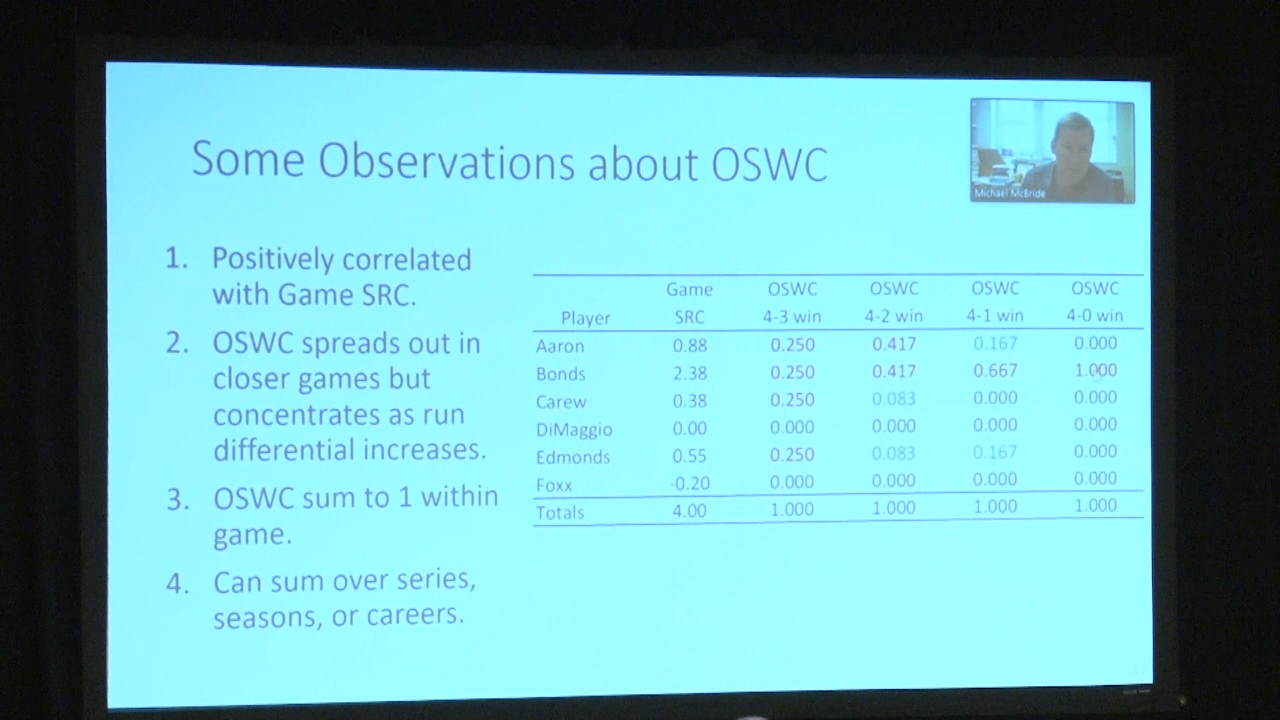 Some Observations about OSWC
Michael McBride
1. Positively correlated
with Game SRC.
2. OSWC spreads out in
closer games but
concentrates as run
differential increases.
3. OSWC sum to 1 within
game.
4. Can sum over series,
seasons, or careers.
Game OSWC OSWC OSWC OSWC
Player SRC 4-3 win 4-2 win 4-1 win 4-0 win
Aaron 0.88 0.250 0.417 0.167 0.000
Bonds 2.38 0.250 0.417 0.667 1.000
Carew 0.38 0.250 0.083 0.000 0.000
DiMaggio 0.00 0.000 0.000 0.000 0.000
Edmonds 0.55 0.250 0.083 0.167 0.000
Foxx -0.20 0.000 0.000 0.000 0.000
Totals 4.00 1.000 1.000 1.000 1.000